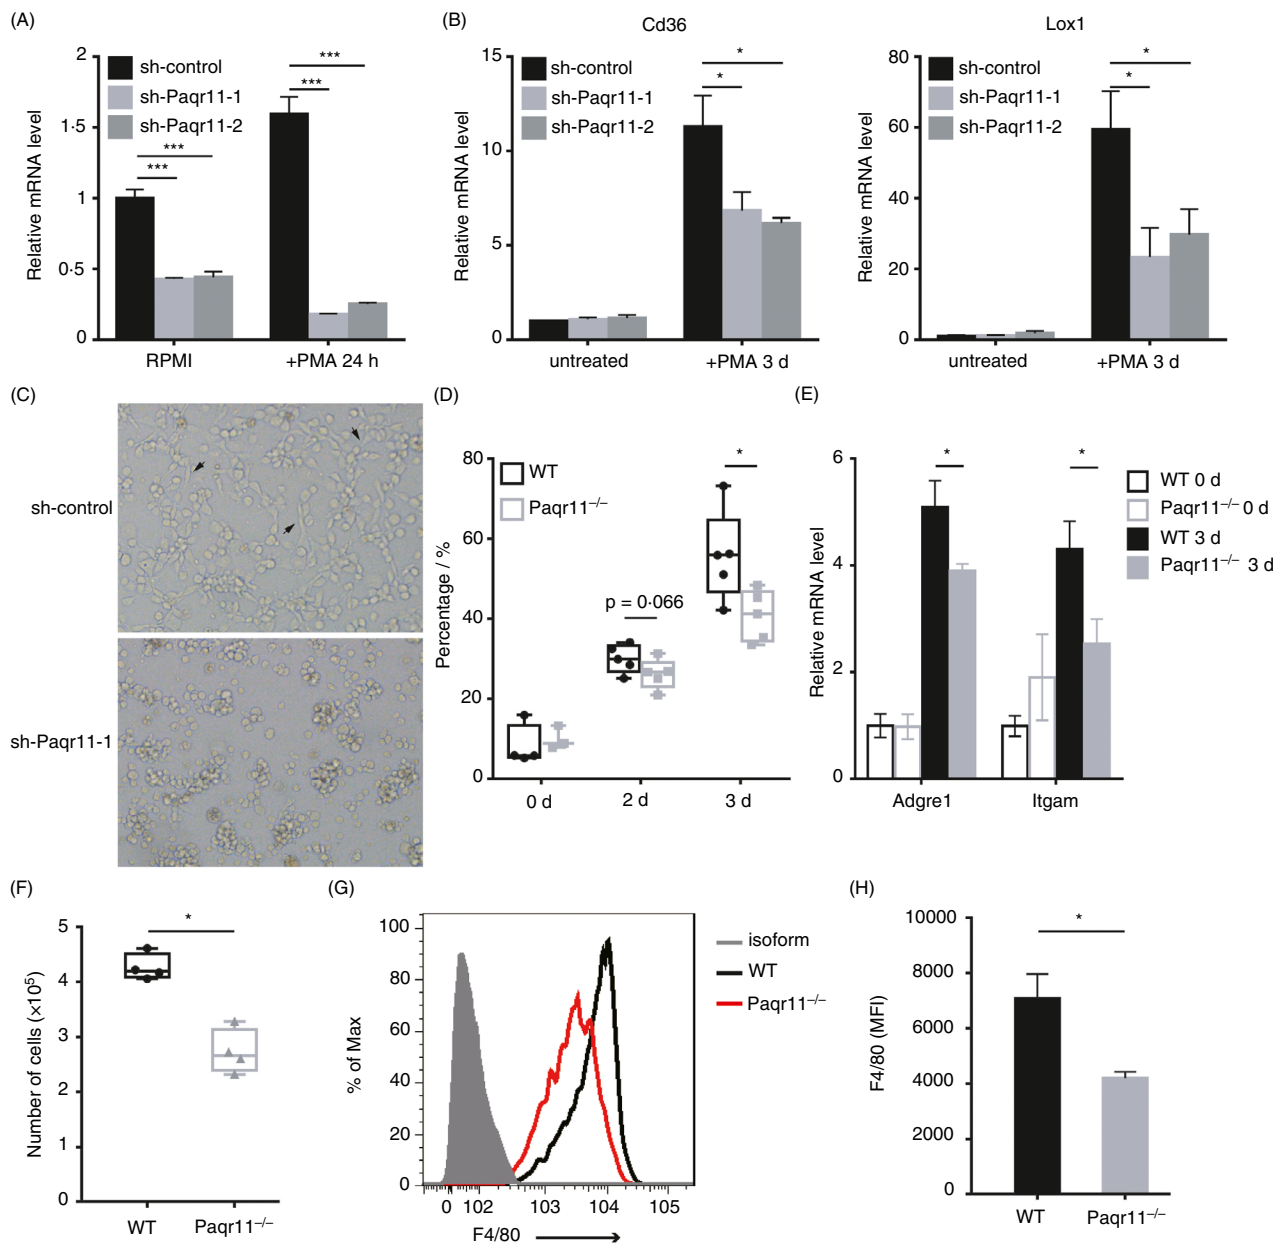 (A)
Relative mRNA level
2
1·5
1
0·5
0
sh-control
sh-Paqr11-1
sh-Paqr11-2
***
***
***
***
RPMI
+PMA 24 h
(B)
Cd36
Relative mRNA level
15
10
5
0
sh-control
sh-Paqr11-1
sh-Paqr11-2
*
*
untreated
+PMA 3 d
Lox1
Relative mRNA level
80
60
40
20
0
sh-control
sh-Paqr11-1
sh-Paqr11-2
*
*
untreated
+PMA 3 d
(C)
sh-control
sh-Paqr11-1
(D)
Percentage / %
80
60
40
20
0
WT
Paqr11⁻/⁻
p = 0·066
*
0 d
2 d
3 d
(E)
Relative mRNA level
6
4
2
0
*
*
Adgre1
Itgam
WT 0 d
Paqr11⁻/⁻ 0 d
WT 3 d
Paqr11⁻/⁻ 3 d
(F)
Number of cells (×10⁵)
5
4
3
2
1
0
*
WT
Paqr11⁻/⁻
(G)
% of Max
100
80
60
40
20
0
0
102
103
104
105
F4/80
isoform
WT
Paqr11⁻/⁻
(H)
F4/80 (MFI)
10000
8000
6000
4000
2000
0
*
WT
Paqr11⁻/⁻